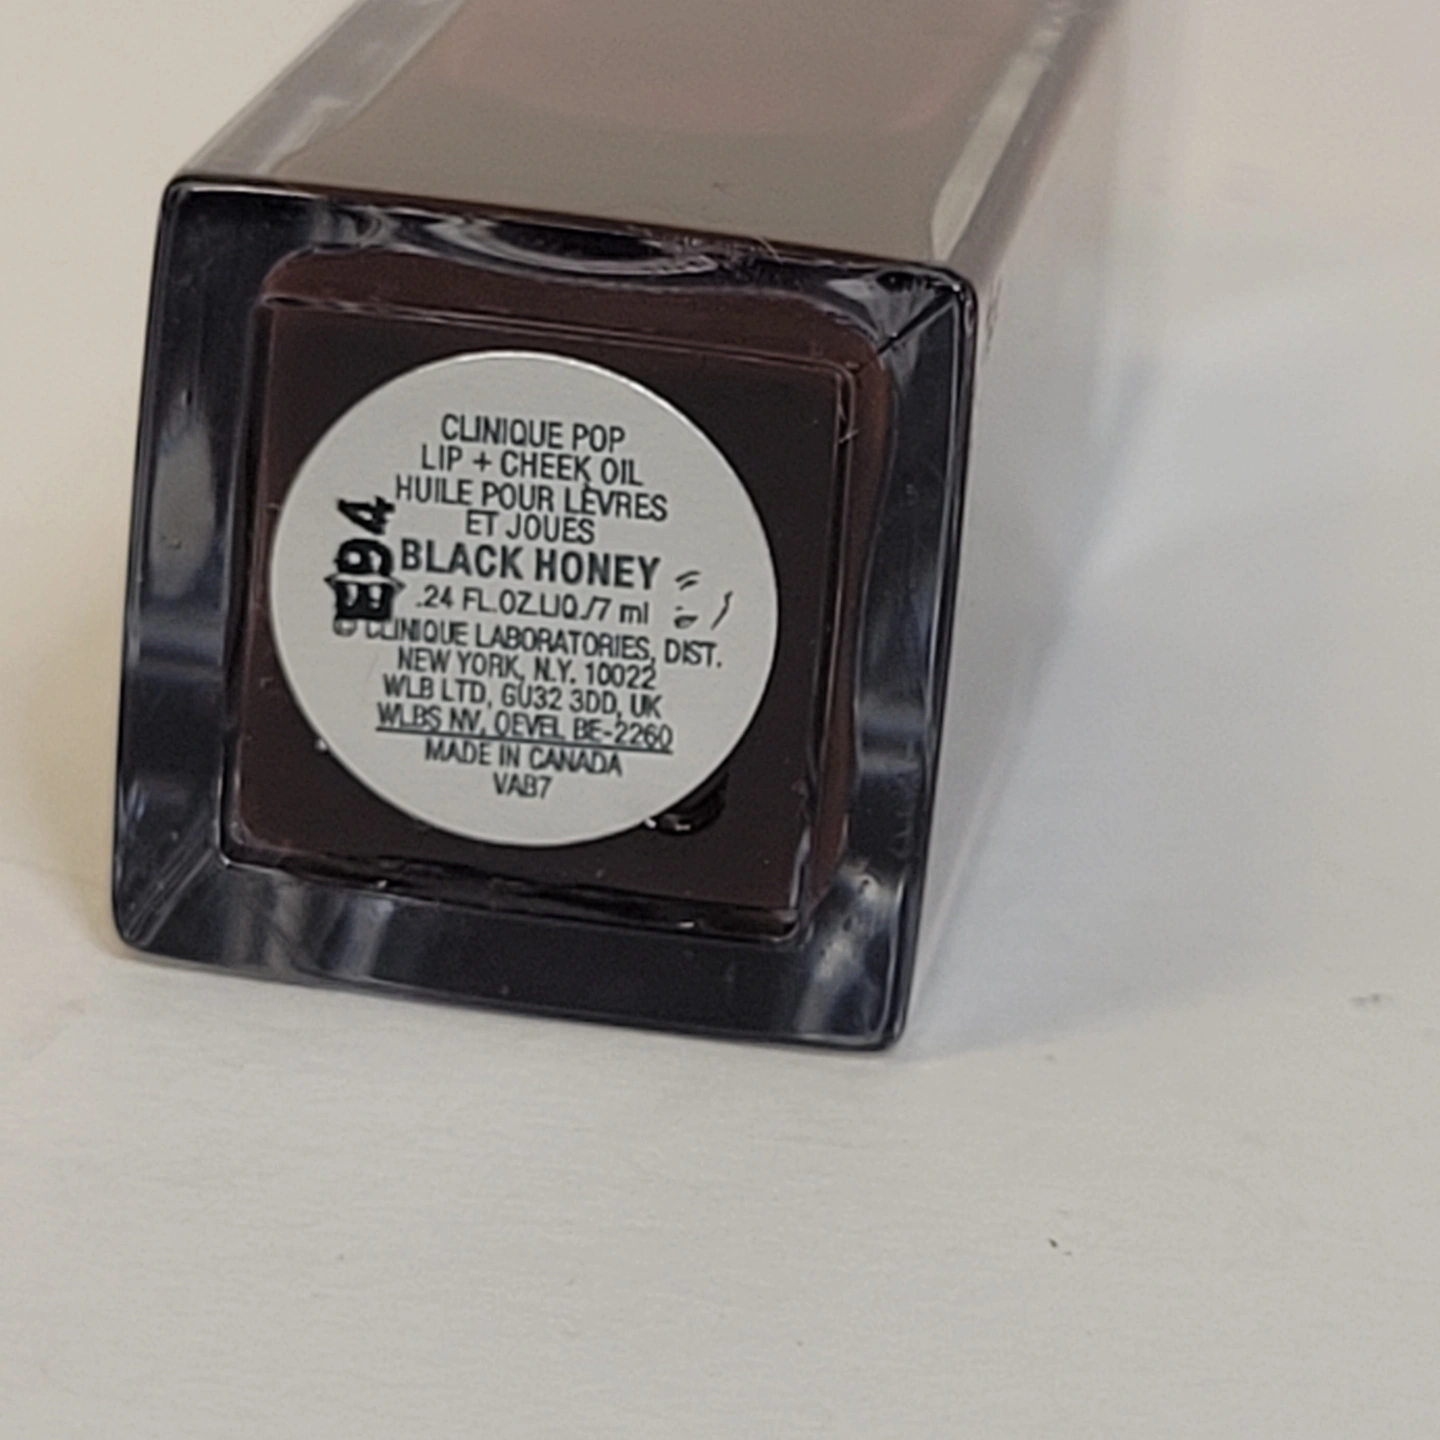 CLINIQUE POP
LIP + CHEEK OIL
HUILE POUR LÈVRES
ET JOUES
BLACK HONEY
.24 FL.OZ.LIQ./7 ml
© CLINIQUE LABORATORIES, DIST.
NEW YORK, N.Y. 10022
WLB LTD, GU32 3DD, UK
WLBS NV, OEVEL BE-2260
MADE IN CANADA
VAB7
E94